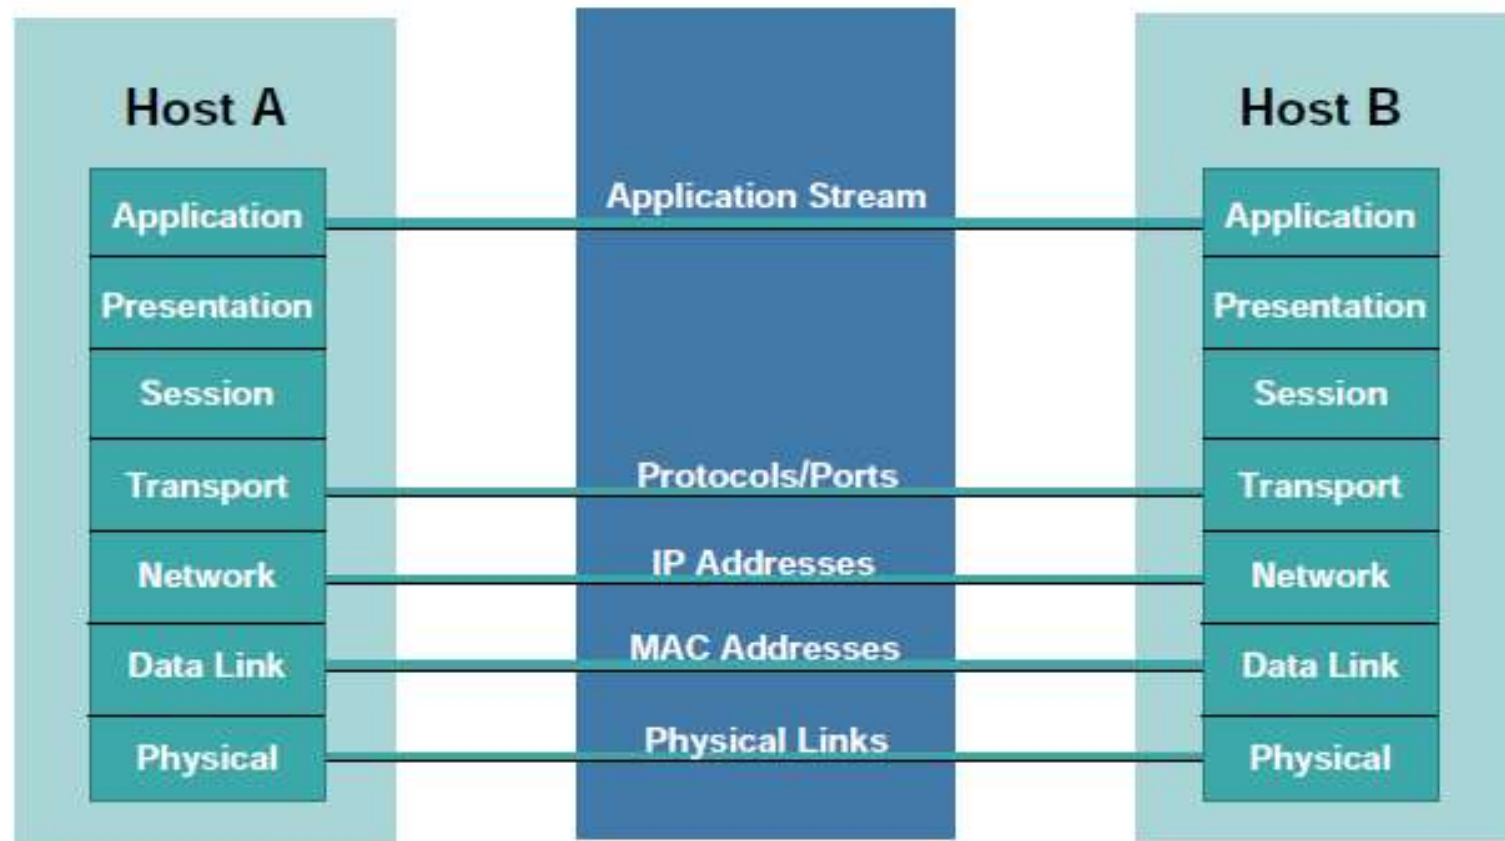 Host A
Application
Presentation
Session
Transport
Network
Data Link
Physical
Application Stream
Protocols/Ports
IP Addresses
MAC Addresses
Physical Links
Host B
Application
Presentation
Session
Transport
Network
Data Link
Physical